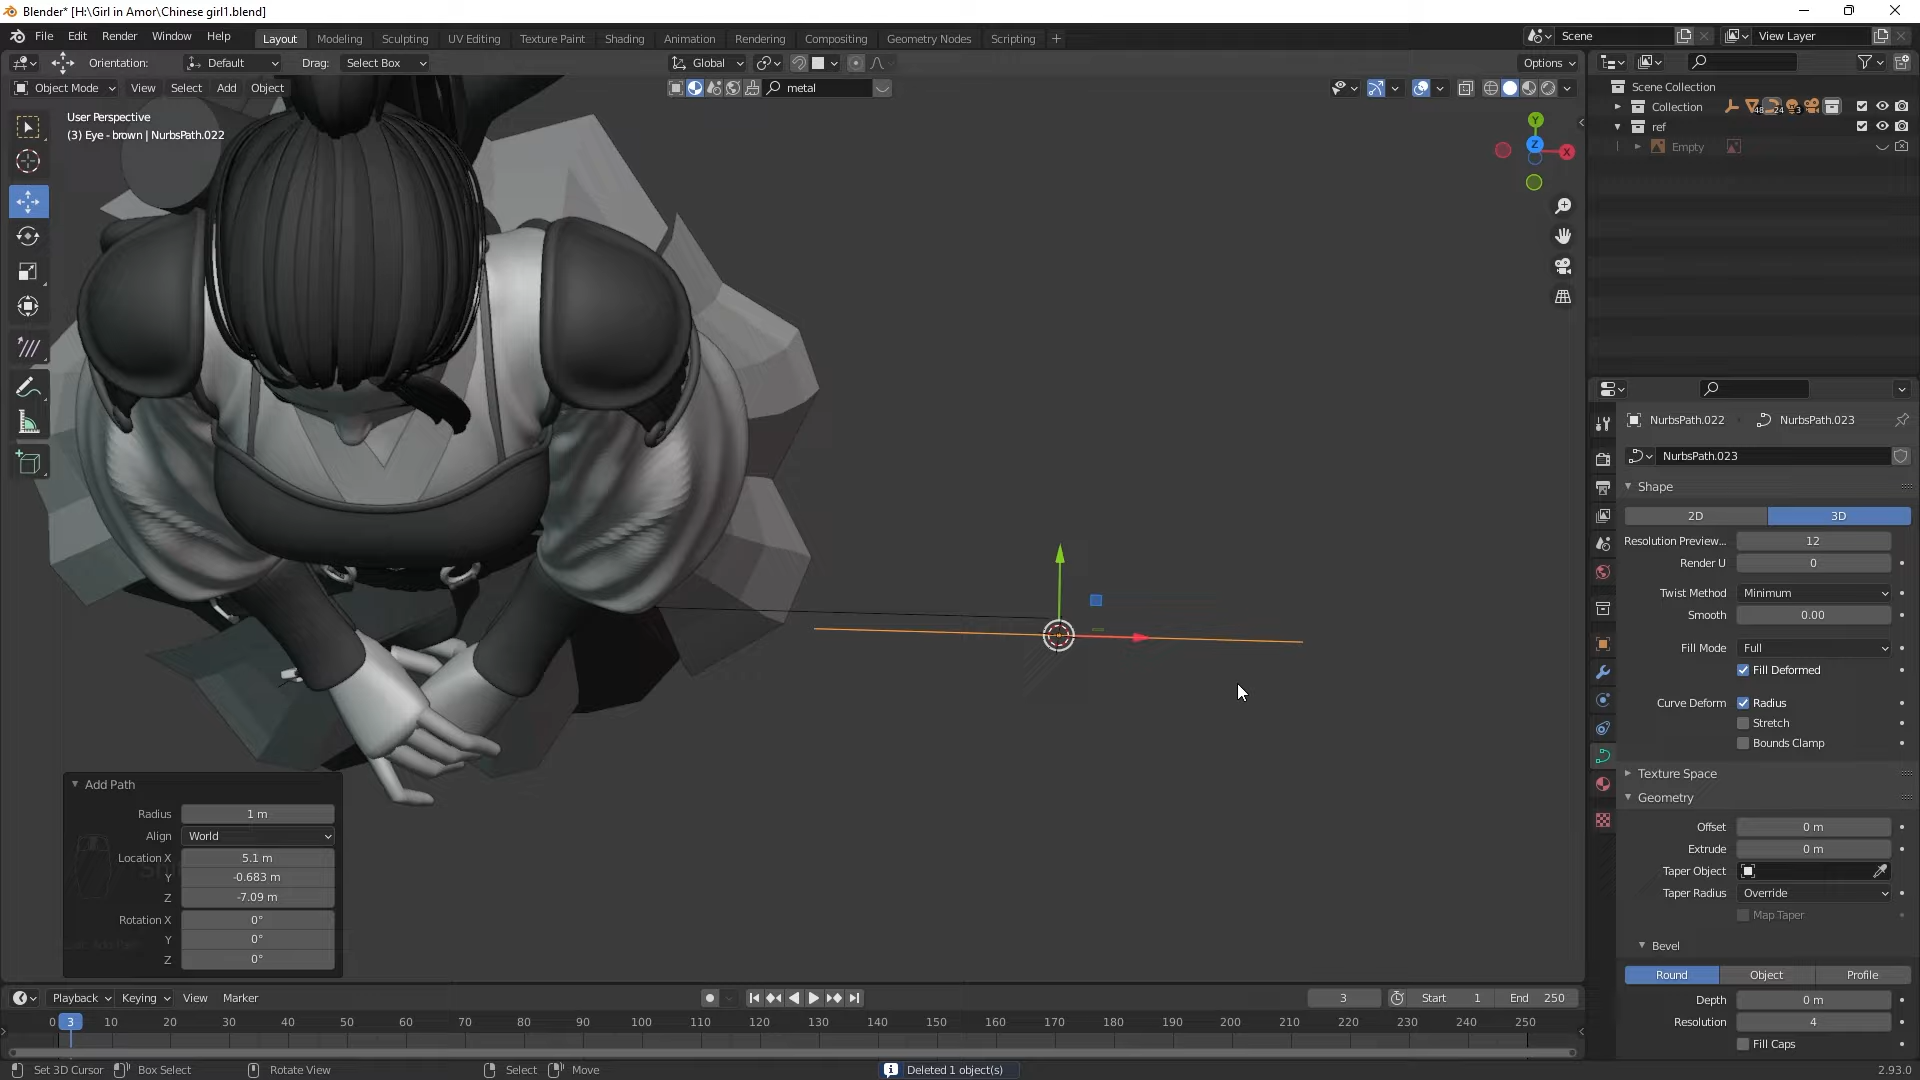 Blender* [H:\Girl in Amor\Chinese girl1.blend]
File Edit Render Window Help Layout Modeling Sculpting UV Editing Texture Paint Shading Animation Rendering Compositing Geometry Nodes Scripting + Scene View Layer
Orientation: Default Drag: Select Box Global Options
Object Mode View Select Add Object metal
User Perspective
(3) Eye - brown | NurbsPath.022
Y
Z
X
Scene Collection
Collection 48 24 3
ref
Empty
NurbsPath.022 NurbsPath.023
NurbsPath.023
Shape
2D 3D
Resolution Preview... 12
Render U 0
Twist Method Minimum
Smooth 0.00
Fill Mode Full
Fill Deformed
Curve Deform Radius
Stretch
Bounds Clamp
Texture Space
Geometry
Offset 0 m
Extrude 0 m
Taper Object
Taper Radius Override
Map Taper
Bevel
Round Object Profile
Depth 0 m
Resolution 4
Fill Caps
Add Path
Radius 1 m
Align World
Location X 5.1 m
Y -0.683 m
Z -7.09 m
Rotation X 0°
Y 0°
Z 0°
Playback Keying View Marker 3 Start 1 End 250
0 3 10 20 30 40 50 60 70 80 90 100 110 120 130 140 150 160 170 180 190 200 210 220 230 240 250
Set 3D Cursor Box Select Rotate View Select Move Deleted 1 object(s) 2.93.0